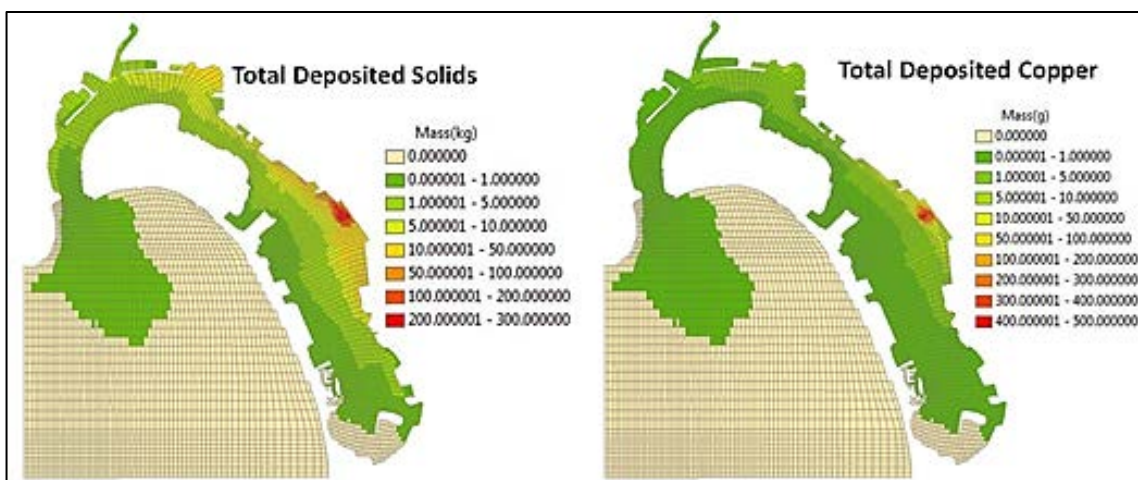 Total Deposited Solids
Mass(kg)
0.000000
0.000001 - 1.000000
1.000001 - 5.000000
5.000001 - 10.000000
10.000001 - 50.000000
50.000001 - 100.000000
100.000001 - 200.000000
200.000001 - 300.000000
Total Deposited Copper
Mass(g)
0.000000
0.000001 - 1.000000
1.000001 - 5.000000
5.000001 - 10.000000
10.000001 - 50.000000
50.000001 - 100.000000
100.000001 - 200.000000
200.000001 - 300.000000
300.000001 - 400.000000
400.000001 - 500.000000